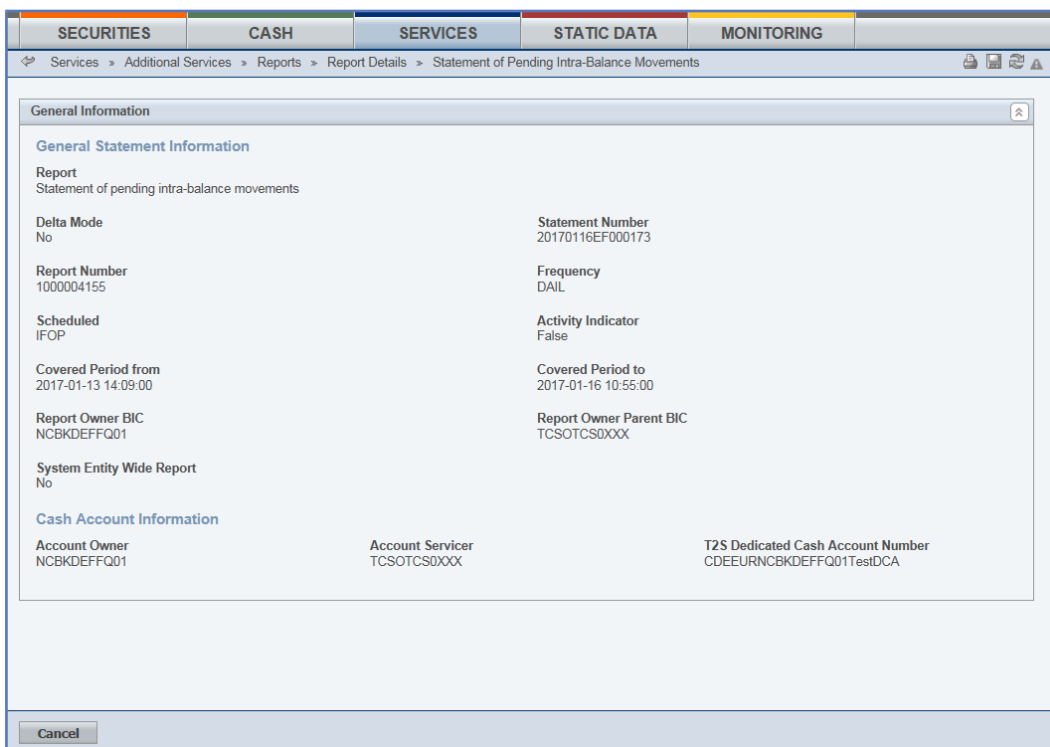 SECURITIES CASH SERVICES STATIC DATA MONITORING
Services » Additional Services » Reports » Report Details » Statement of Pending Intra-Balance Movements
General Information
General Statement Information
Report
Statement of pending intra-balance movements
Delta Mode Statement Number
No 20170116EF000173
Report Number Frequency
1000004155 DAIL
Scheduled Activity Indicator
IFOP False
Covered Period from Covered Period to
2017-01-13 14:09:00 2017-01-16 10:55:00
Report Owner BIC Report Owner Parent BIC
NCBKDEFFQ01 TCSOTCS0XXX
System Entity Wide Report
No
Cash Account Information
Account Owner Account Servicer T2S Dedicated Cash Account Number
NCBKDEFFQ01 TCSOTCS0XXX CDEEURNCBKDEFFQ01TestDCA
Cancel